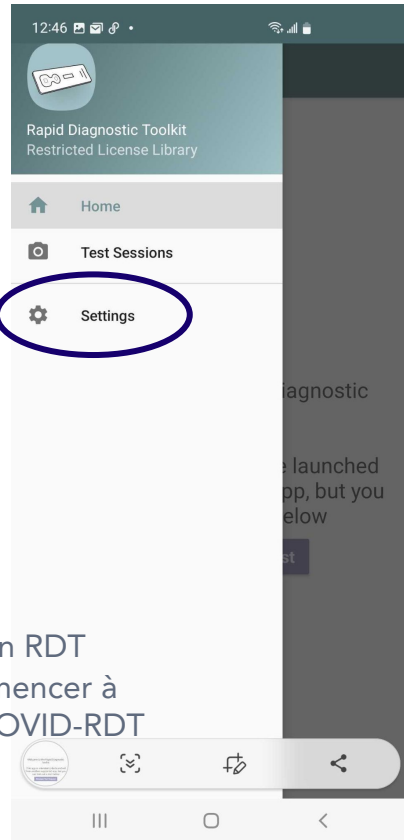 12:46
Rapid Diagnostic Toolkit
Restricted License Library
Home
Test Sessions
Settings
iagnostic
launched
pp, but you
elow
st
n RDT
encer à
OVID-RDT